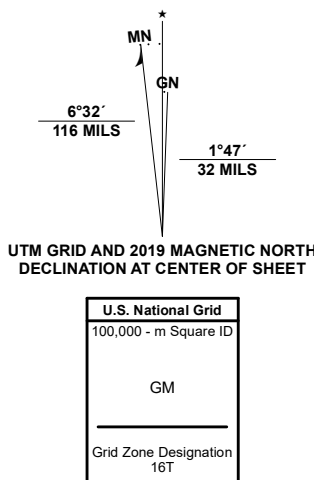 ★
MN
GN
6°32´
116 MILS
1°47´
32 MILS
UTM GRID AND 2019 MAGNETIC NORTH
DECLINATION AT CENTER OF SHEET
U.S. National Grid
100,000 - m Square ID
GM
Grid Zone Designation
16T